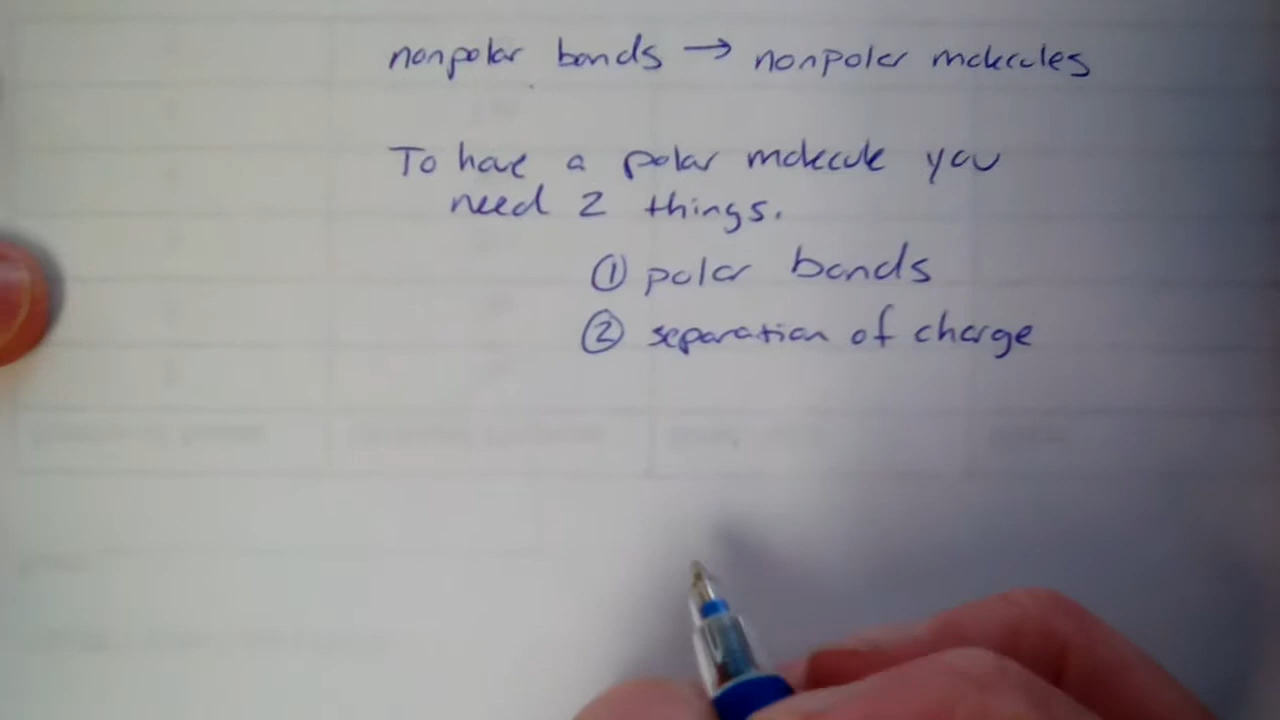 nonpolar bonds → nonpolar molecules
To have a polar molecule you
need 2 things.
① polar bonds
② separation of charge